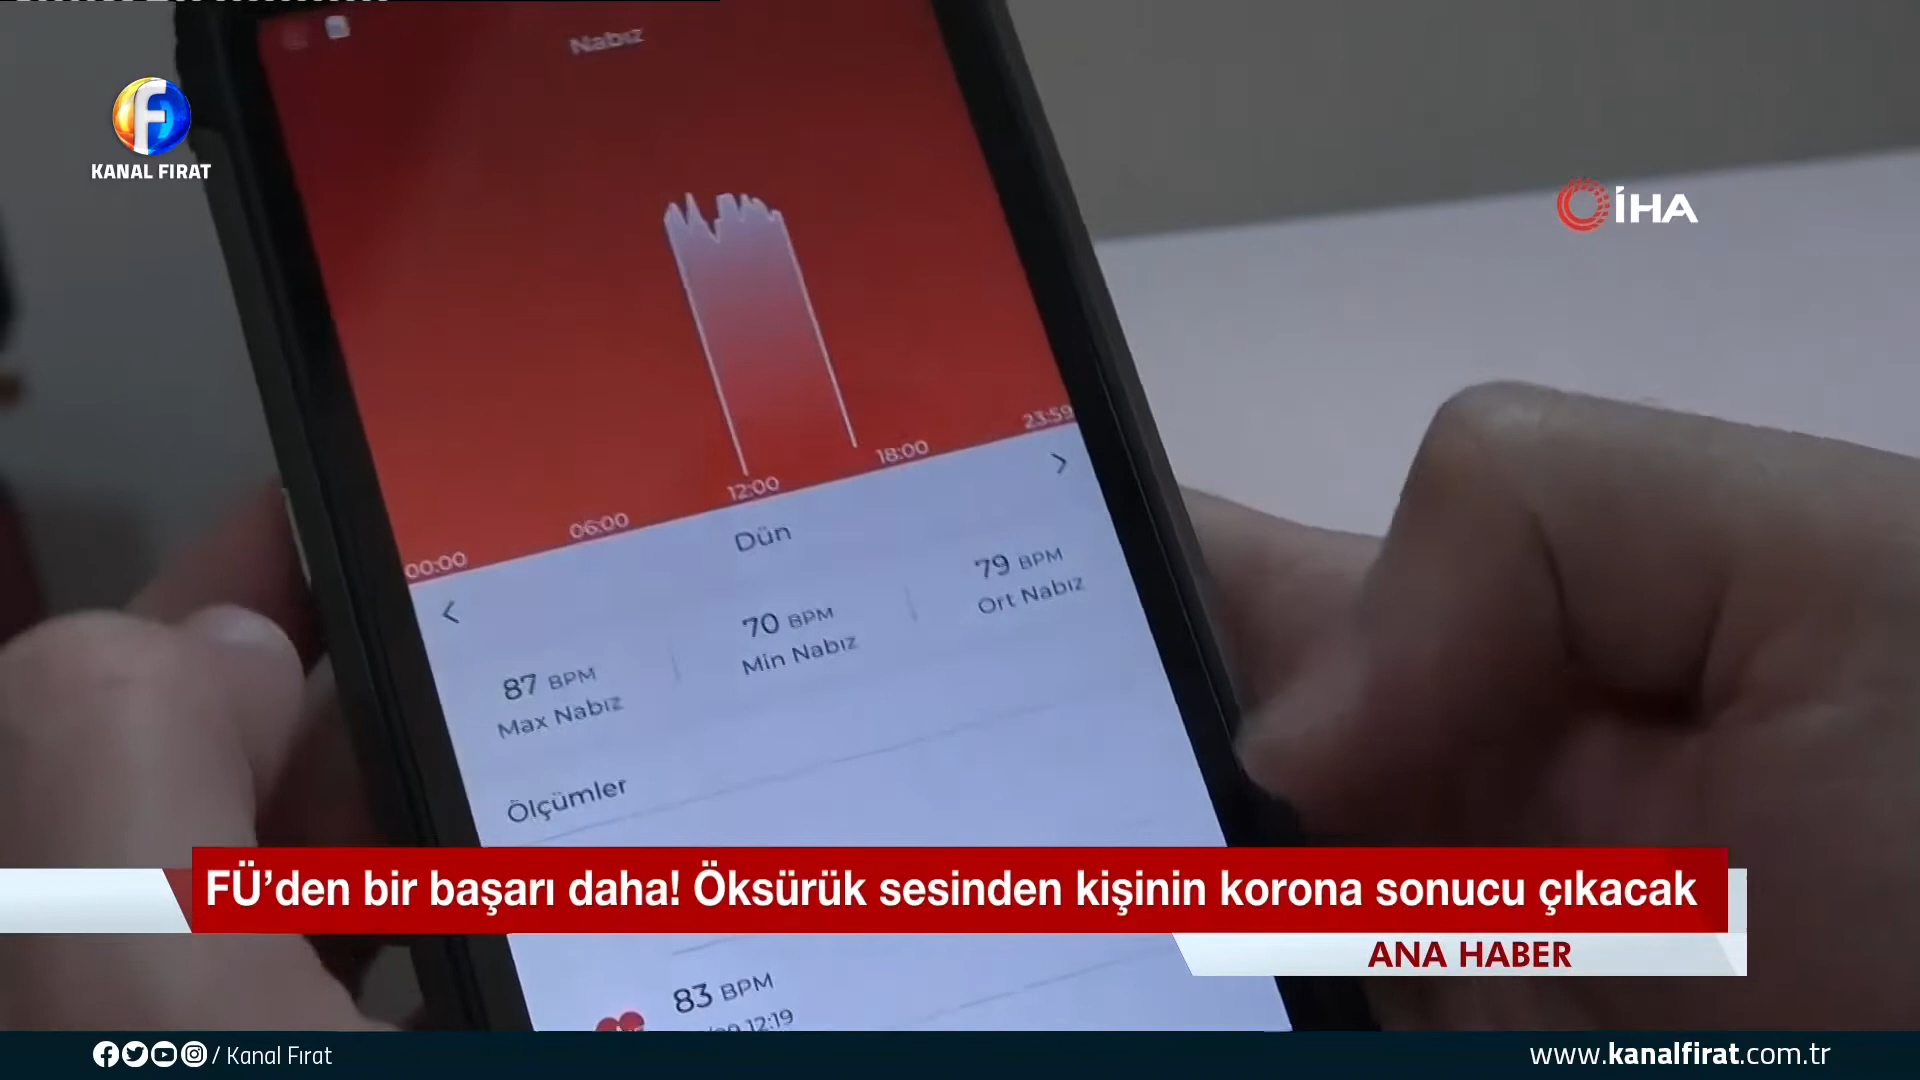 Nabız
KANAL FIRAT
İHA
00:00 06:00 12:00 18:00 23:59
Dün
87 BPM
Max Nabız
70 BPM
Min Nabız
79 BPM
Ort Nabız
Ölçümler
FÜ’den bir başarı daha! Öksürük sesinden kişinin korona sonucu çıkacak
ANA HABER
83 BPM
12:19
/ Kanal Fırat
www.kanalfirat.com.tr